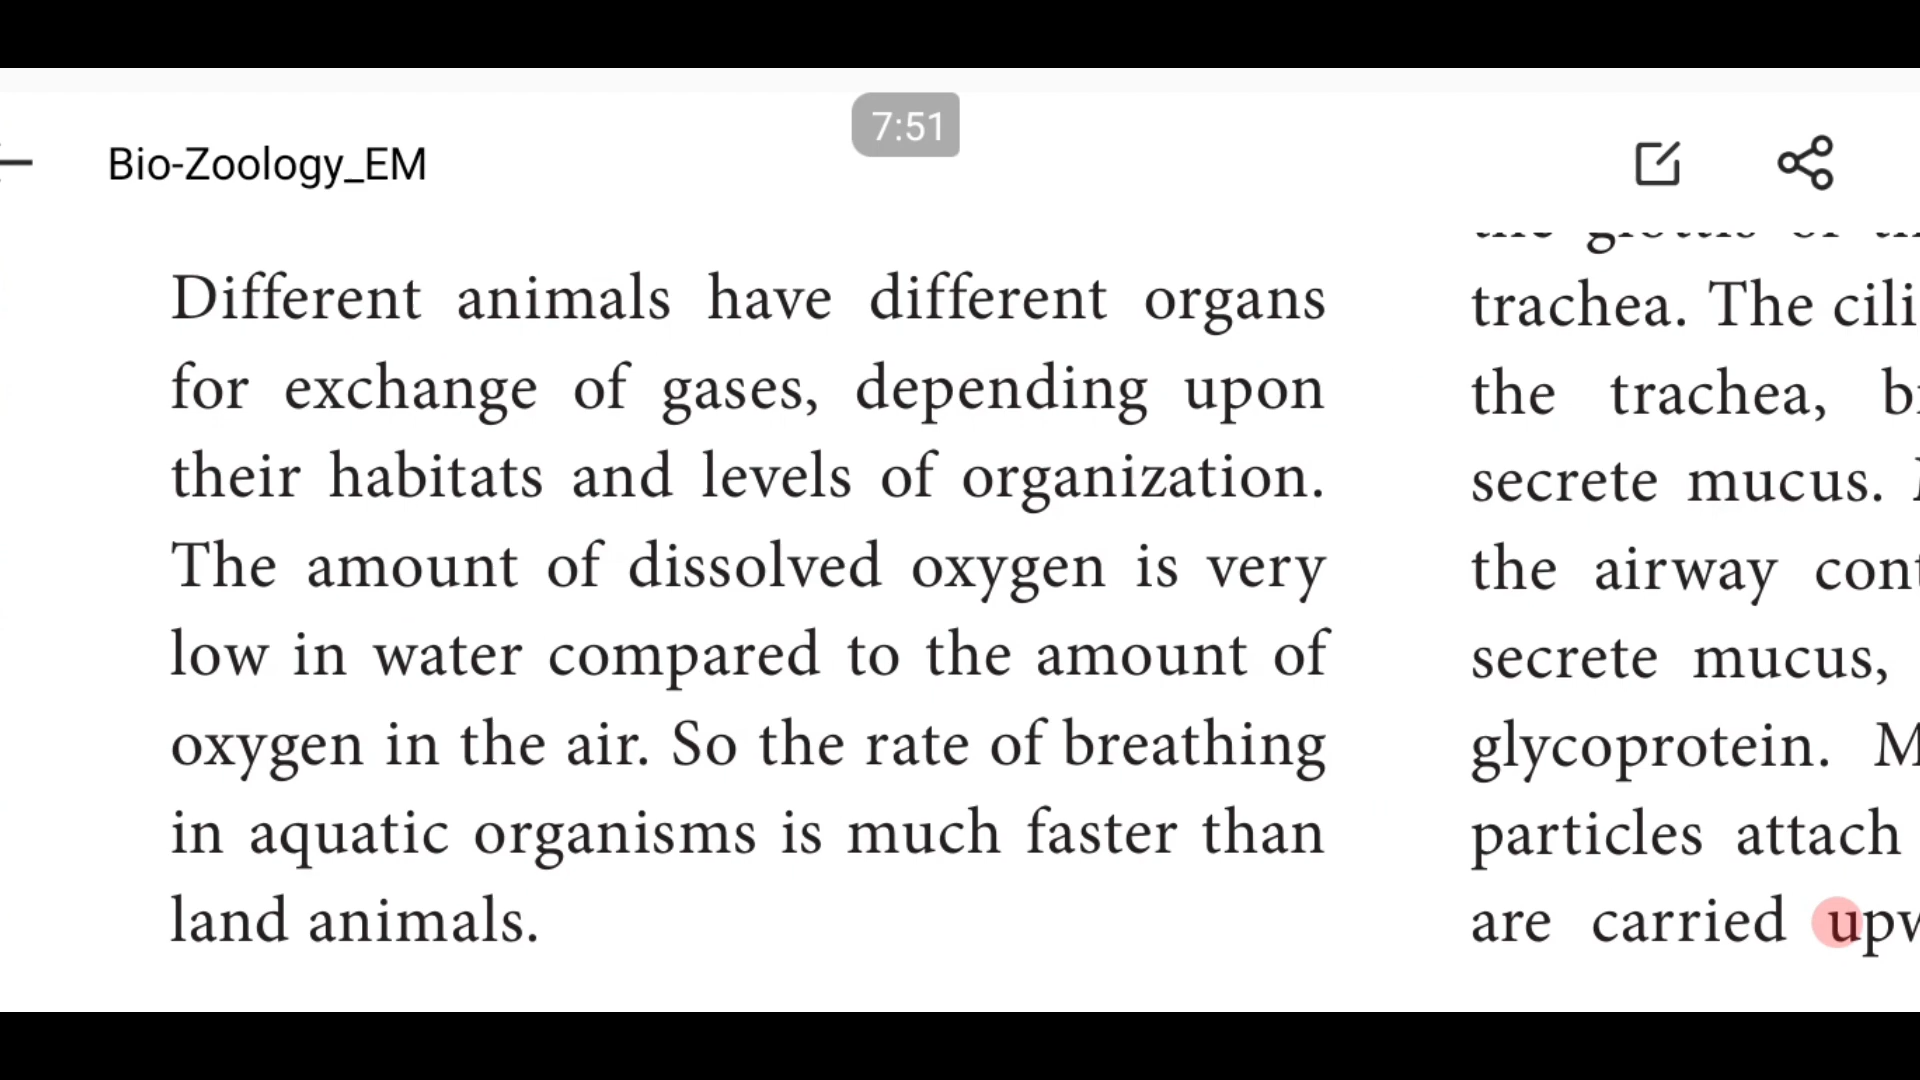 7:51
Bio-Zoology_EM
Different animals have different organs
for exchange of gases, depending upon
their habitats and levels of organization.
The amount of dissolved oxygen is very
low in water compared to the amount of
oxygen in the air. So the rate of breathing
in aquatic organisms is much faster than
land animals.
trachea. The
the trachea,
secrete mucus.
the airway
secrete mucus,
glycoprotein.
particles attach
are carried